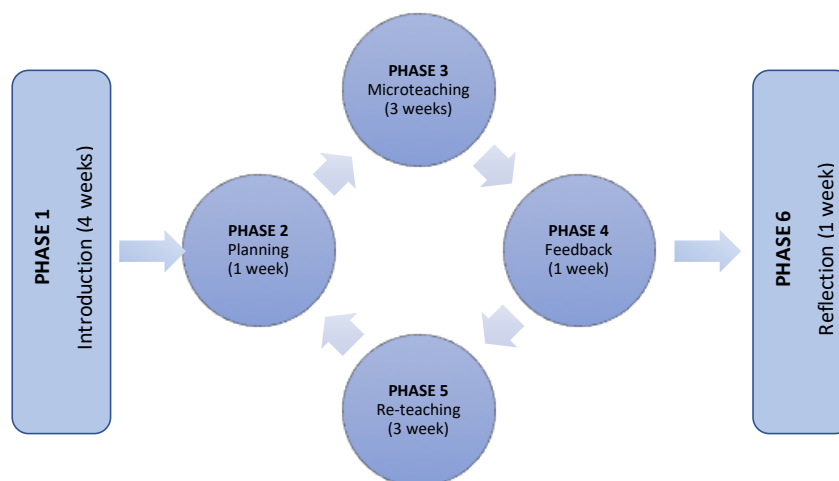 PHASE 1
Introduction (4 weeks)
PHASE 2
Planning
(1 week)
PHASE 3
Microteaching
(3 weeks)
PHASE 4
Feedback
(1 week)
PHASE 5
Re-teaching
(3 week)
PHASE 6
Reflection (1 week)